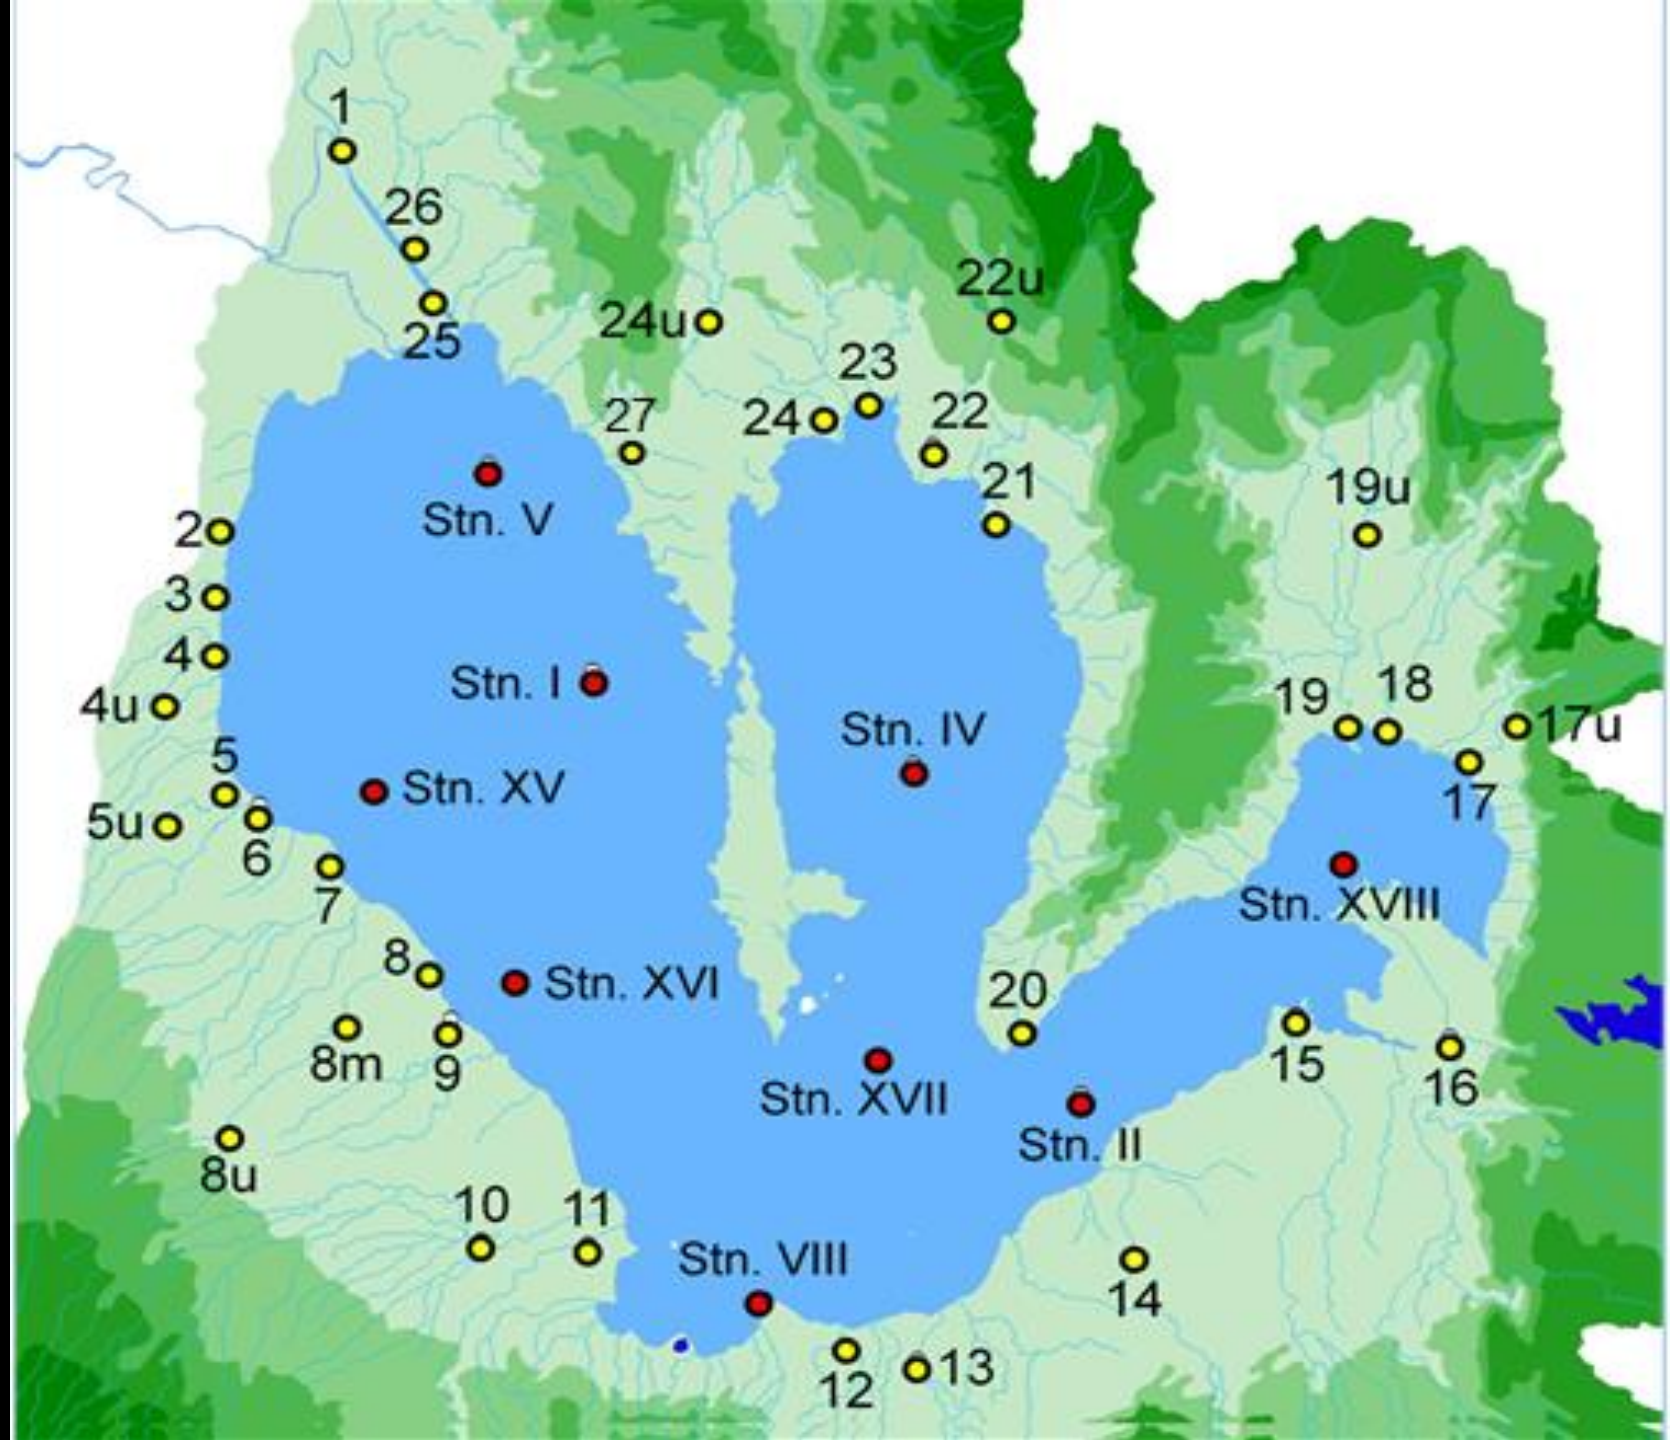 1
26
25
22u
24u
23
27
24
22
21
19u
Stn. V
2
3
4
4u
Stn. I
19
18
17u
Stn. IV
5
Stn. XV
17
5u
6
7
Stn. XVIII
8
Stn. XVI
20
8m
9
15
16
Stn. XVII
Stn. II
8u
10
11
Stn. VIII
14
12
13